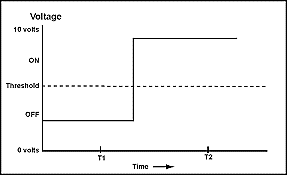 Voltage
10 volts
ON
Threshold
OFF
0 volts
T1
T2
Time